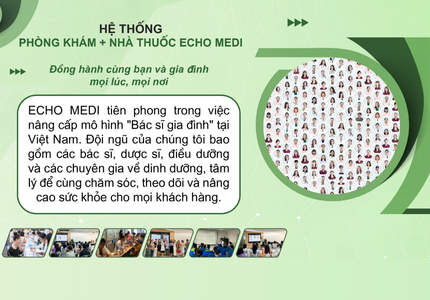 HỆ THỐNG
PHÒNG KHÁM + NHÀ THUỐC ECHO MEDI
Đồng hành cùng bạn và gia đình
mọi lúc, mọi nơi
ECHO MEDI tiên phong trong việc
nâng cấp mô hình "Bác sĩ gia đình" tại
Việt Nam. Đội ngũ của chúng tôi bao
gồm các bác sĩ, dược sĩ, điều dưỡng
và các chuyên gia về dinh dưỡng, tâm
lý để cùng chăm sóc, theo dõi và nâng
cao sức khỏe cho mọi khách hàng.